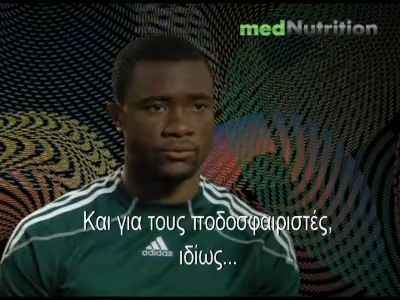 medNutrition
Και για τους ποδοσφαιριστές,
adidas
ιδίως...